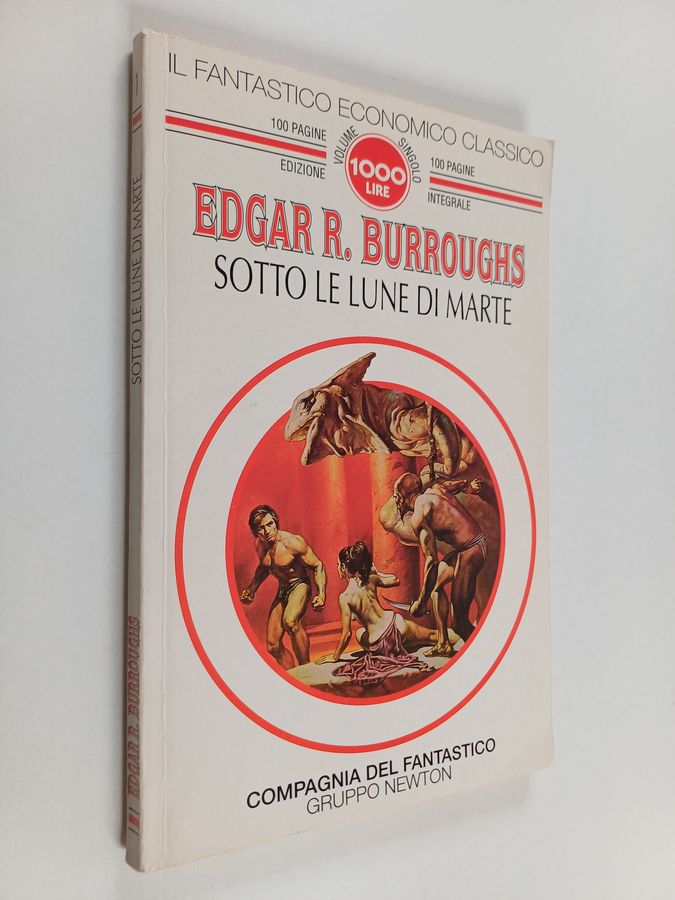 IL FANTASTICO ECONOMICO CLASSICO
100 PAGINE
VOLUME SINGOLO
100 PAGINE
EDIZIONE
1000
LIRE
INTEGRALE
EDGAR R. BURROUGHS
SOTTO LE LUNE DI MARTE
COMPAGNIA DEL FANTASTICO
GRUPPO NEWTON
1
SOTTO LE LUNE DI MARTE
EDGAR R. BURROUGHS